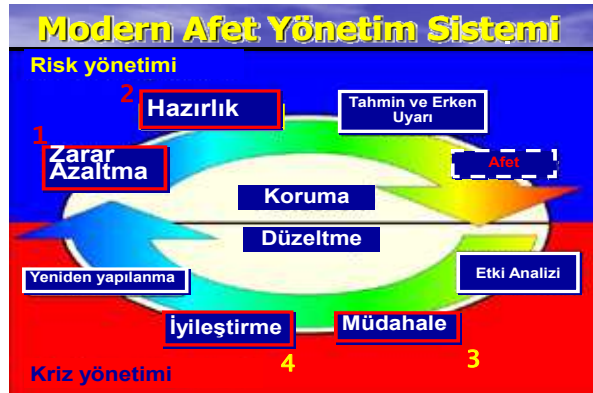 Modern Afet Yönetim Sistemi
Risk yönetimi
2
Hazırlık
Tahmin ve Erken
Uyarı
1
Zarar
Azaltma
Afet
Koruma
Düzeltme
Yeniden yapılanma
Etki Analizi
İyileştirme
Müdahale
4
3
Kriz yönetimi